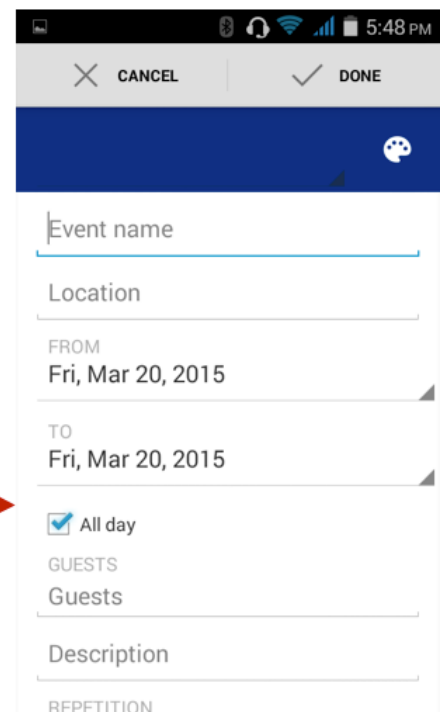 5:48 PM
CANCEL DONE
Event name
Location
FROM
Fri, Mar 20, 2015
TO
Fri, Mar 20, 2015
All day
GUESTS
Guests
Description
REPETITION